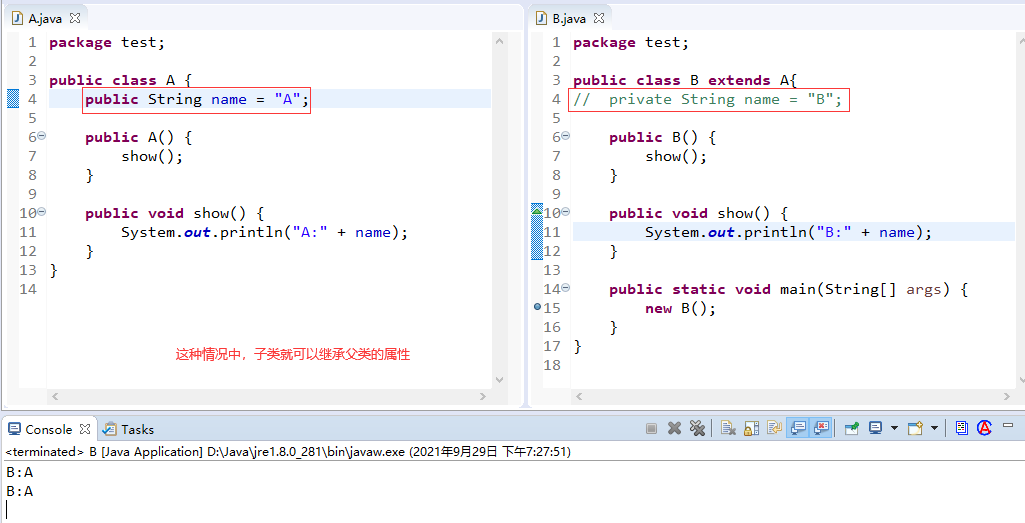 A.java
1 package test;
2
3 public class A {
4     public String name = "A";
5
6     public A() {
7         show();
8     }
9
10     public void show() {
11         System.out.println("A:" + name);
12     }
13 }
14
这种情况中，子类就可以继承父类的属性
B.java
1 package test;
2
3 public class B extends A{
4 //  private String name = "B";
5
6     public B() {
7         show();
8     }
9
10     public void show() {
11         System.out.println("B:" + name);
12     }
13
14     public static void main(String[] args) {
15         new B();
16     }
17 }
18
Console Tasks
<terminated> B [Java Application] D:\Java\jre1.8.0_281\bin\javaw.exe (2021年9月29日 下午7:27:51)
B:A
B:A